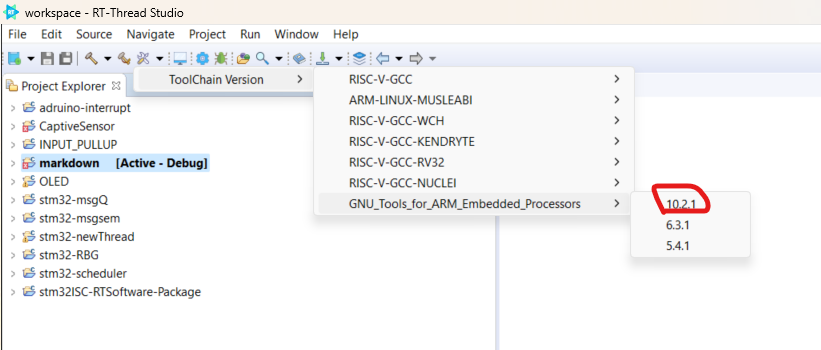 workspace - RT-Thread Studio
File Edit Source Navigate Project Run Window Help
Project Explorer
ToolChain Version
RISC-V-GCC
ARM-LINUX-MUSLEABI
RISC-V-GCC-WCH
RISC-V-GCC-KENDRYTE
RISC-V-GCC-RV32
RISC-V-GCC-NUCLEI
GNU_Tools_for_ARM_Embedded_Processors
10.2.1
6.3.1
5.4.1
adruino-interrupt
CaptiveSensor
INPUT_PULLUP
markdown [Active - Debug]
OLED
stm32-msgQ
stm32-msgsem
stm32-newThread
stm32-RBG
stm32-scheduler
stm32ISC-RTSoftware-Package